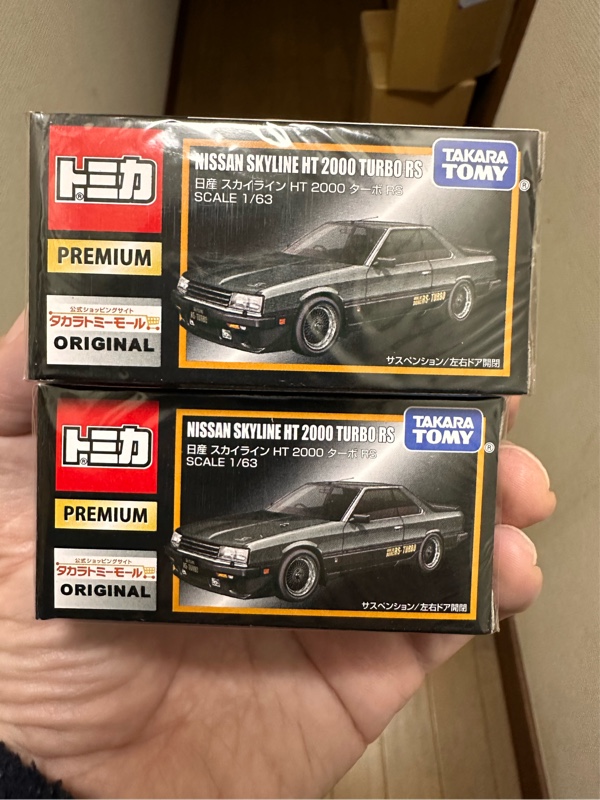 トミカ
®
PREMIUM
公式ショッピングサイト
タカラトミーモール
ORIGINAL
NISSAN SKYLINE HT 2000 TURBO RS
日産 スカイライン HT 2000 ターボ RS
SCALE 1/63
TAKARA
TOMY
®
RS-TURBO
サスペンション/左右ドア開閉
トミカ
®
PREMIUM
公式ショッピングサイト
タカラトミーモール
ORIGINAL
NISSAN SKYLINE HT 2000 TURBO RS
日産 スカイライン HT 2000 ターボ RS
SCALE 1/63
TAKARA
TOMY
®
RS-TURBO
サスペンション/左右ドア開閉